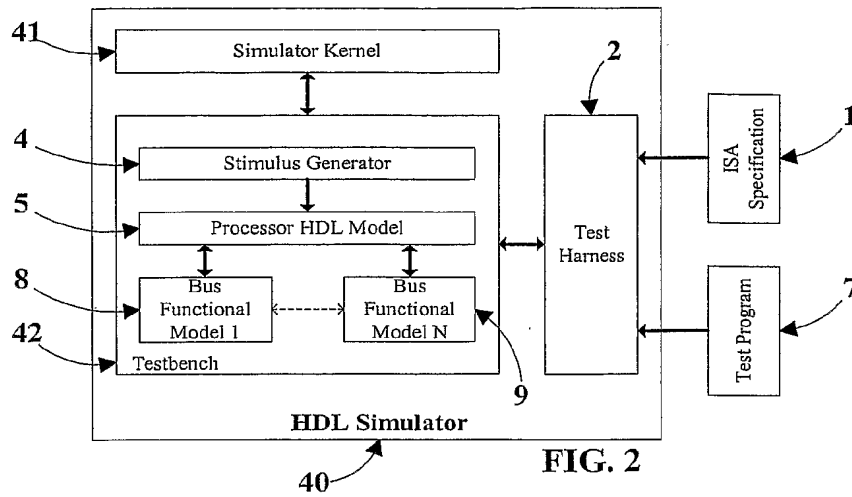 41
Simulator Kernel
2
1
ISA
Specification
4
Stimulus Generator
5
Processor HDL Model
Test
Harness
8
Bus
Functional
Model 1
Bus
Functional
Model N
7
Test Program
42
Testbench
9
HDL Simulator
40
FIG. 2